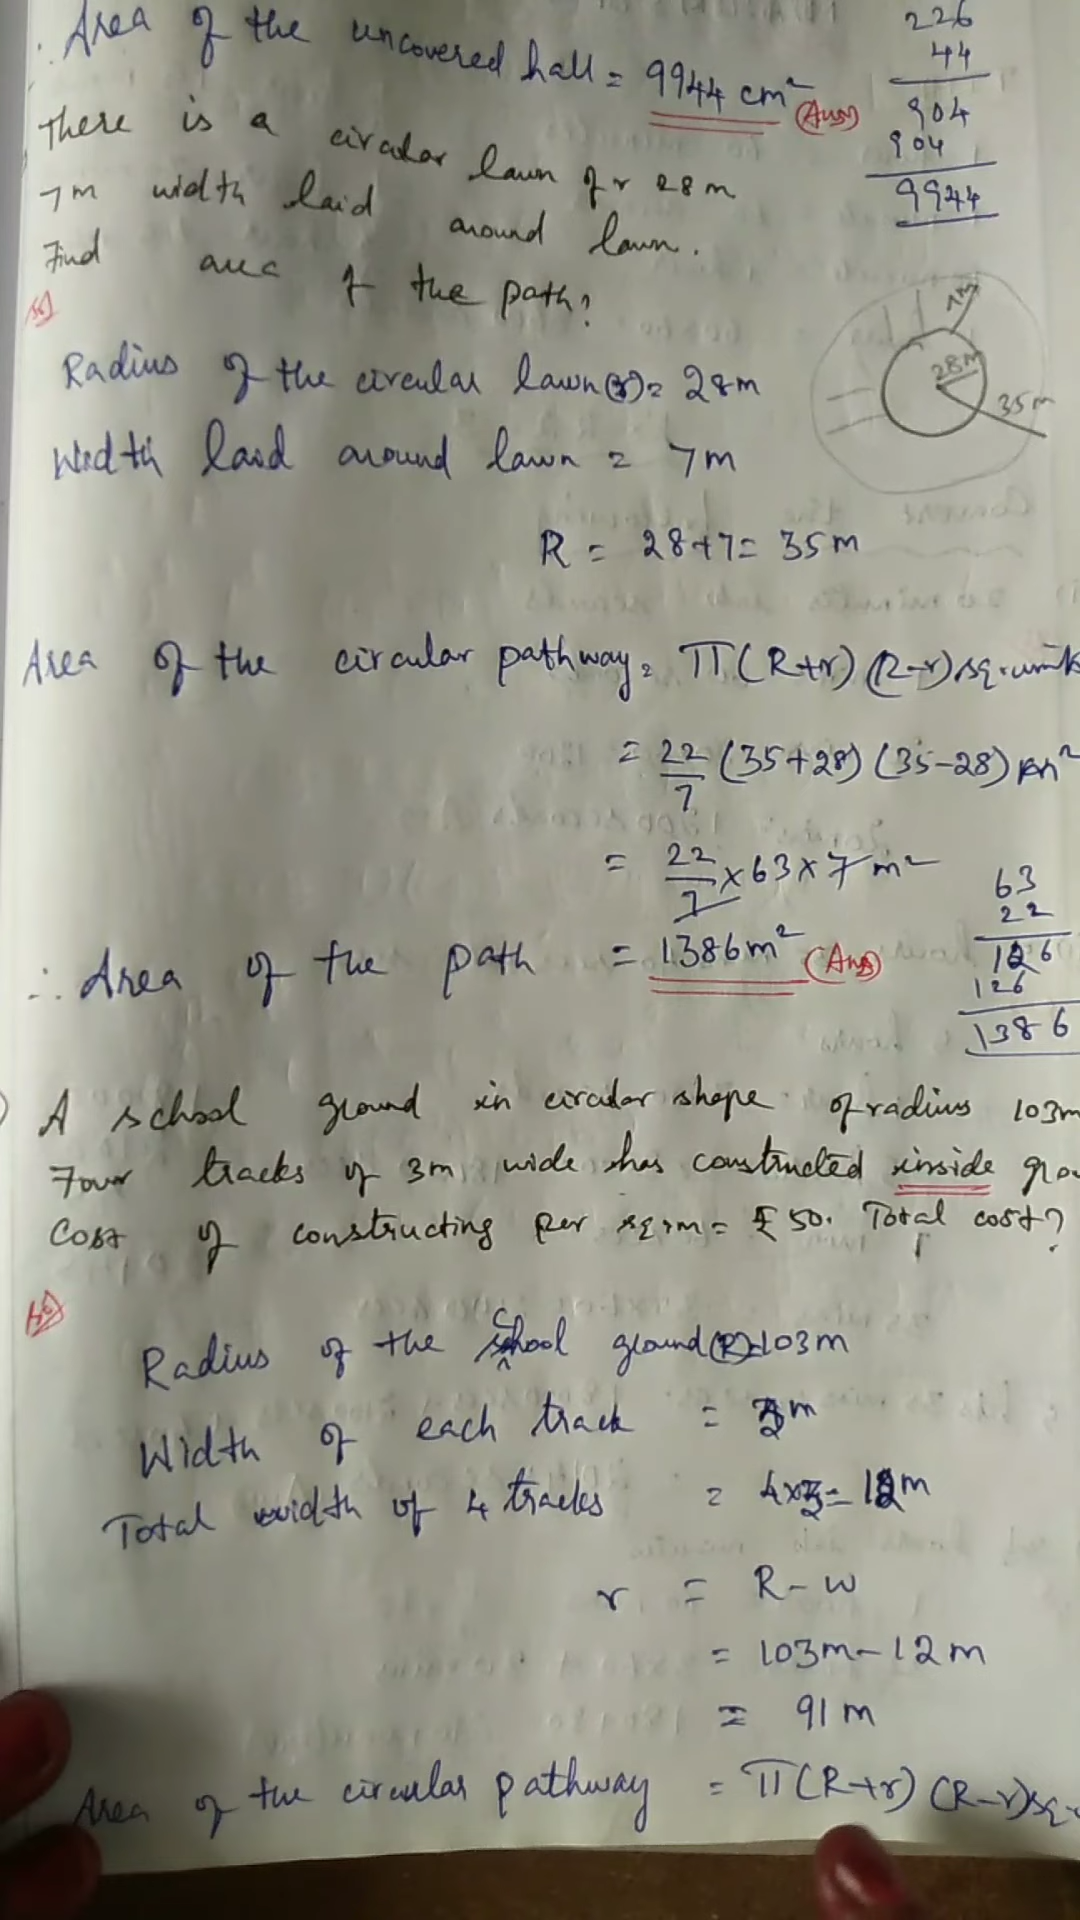 ∴ Area of the uncovered hall = 9944 cm² (Ans)
226
44
904
904
9944
There is a circular lawn of r 28m
7m width laid around lawn.
Find area of the path?
7m
28m
35m
Radius of the circular lawn (r) = 28m
Width laid around lawn = 7m
R = 28+7 = 35m
Area of the circular pathway = π(R+r) (R-r) sq.units
= 22/7 (35+28) (35-28) m²
= 22/7 × 63 × 7 m²
∴ Area of the path = 1386m² (Ans)
63
22
126
126
1386
A school ground in circular shape of radius 103m
Four tracks of 3m wide has constructed inside
Cost of constructing per sq.m = ₹50. Total cost?
Radius of the school ground (R) = 103m
Width of each track = 3m
Total width of 4 tracks = 4×3 = 12m
r = R - w
= 103m - 12m
= 91m
Area of the circular pathway = π(R+r) (R-r) sq.